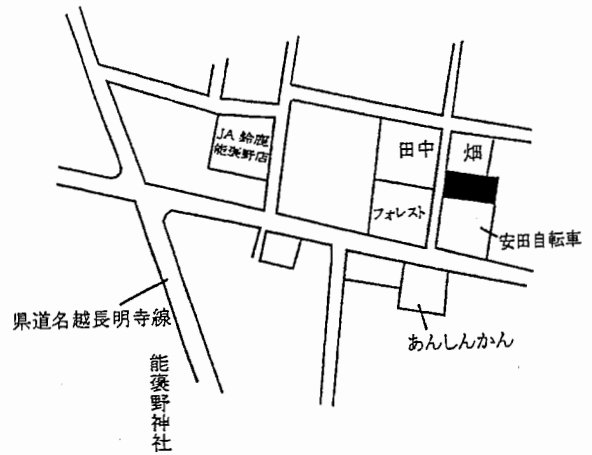 JA 鈴鹿
能褒野店
田中
畑
フォレスト
安田自転車
県道名越長明寺線
あんしんかん
能褒野神社